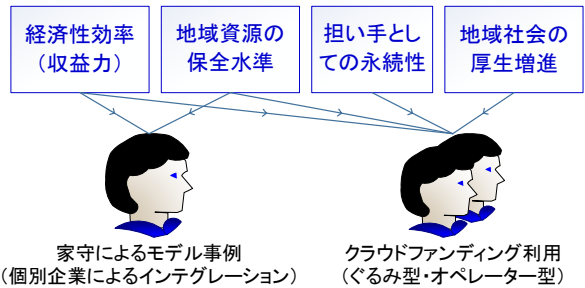 経済性効率
（収益力）
地域資源の
保全水準
担い手とし
ての永続性
地域社会の
厚生増進
家守によるモデル事例
（個別企業によるインテグレーション）
クラウドファンディング利用
（ぐるみ型・オペレーター型）